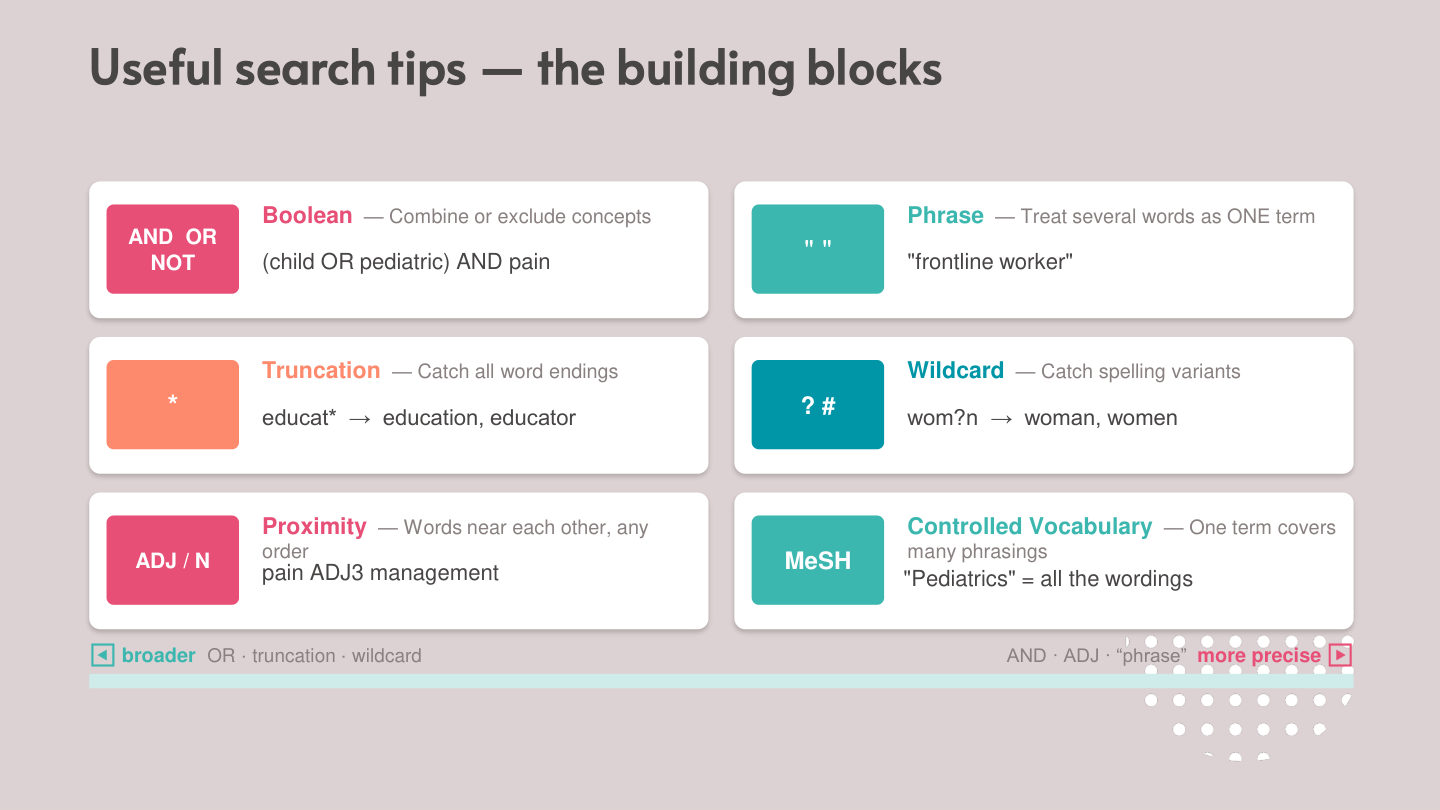 Useful search tips — the building blocks
AND OR
NOT
Boolean — Combine or exclude concepts
(child OR pediatric) AND pain
" "
Phrase — Treat several words as ONE term
"frontline worker"
*
Truncation — Catch all word endings
educat* → education, educator
? #
Wildcard — Catch spelling variants
wom?n → woman, women
ADJ / N
Proximity — Words near each other, any
order
pain ADJ3 management
MeSH
Controlled Vocabulary — One term covers
many phrasings
"Pediatrics" = all the wordings
◀ broader OR · truncation · wildcard
AND · ADJ · “phrase” more precise ▶